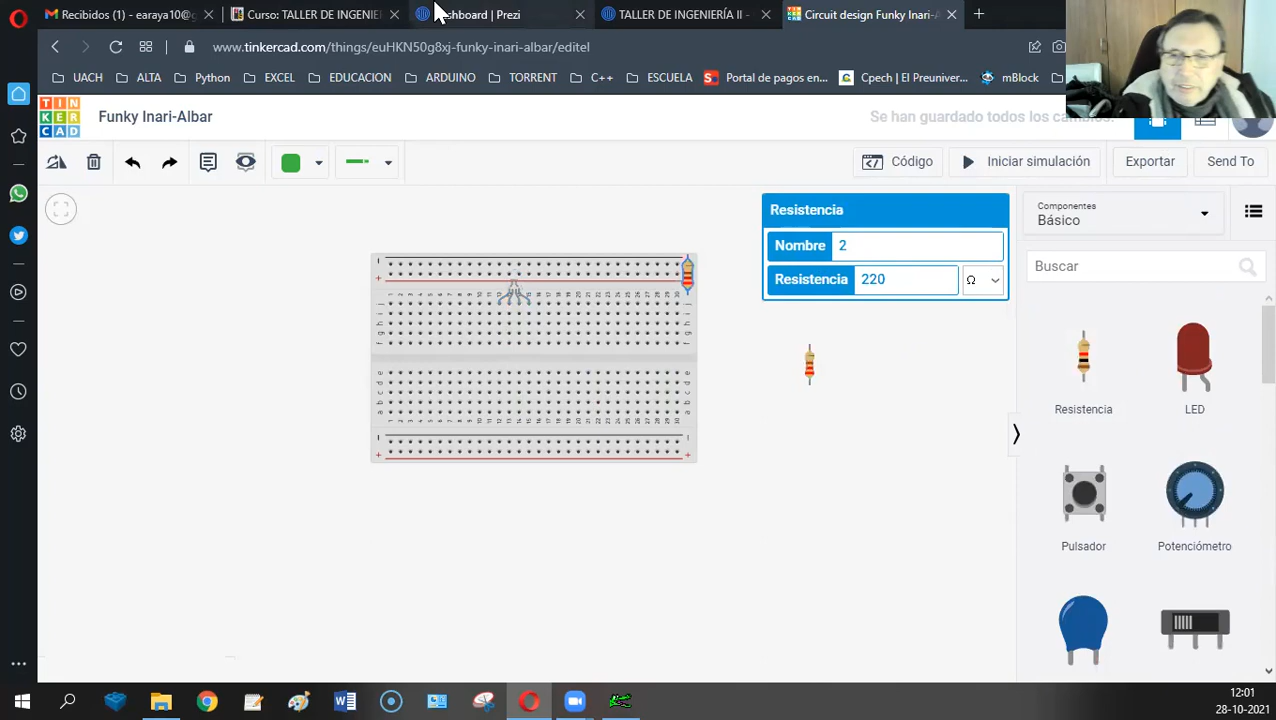 Recibidos (1) - earaya10@g
Curso: TALLER DE INGENIE
shboard | Prezi
TALLER DE INGENIERÍA II -
Circuit design Funky Inari-A
www.tinkercad.com/things/euHKN50g8xj-funky-inari-albar/editel
UACH
ALTA
Python
EXCEL
EDUCACION
ARDUINO
TORRENT
C++
ESCUELA
Portal de pagos en...
Cpech | El Preuniver...
mBlock
TIN
KER
CAD
Funky Inari-Albar
Se han guardado todos los cambios.
Código
Iniciar simulación
Exportar
Send To
Resistencia
Nombre 2
Resistencia 220 Ω
Componentes
Básico
Buscar
Resistencia
LED
Pulsador
Potenciómetro
12:01
28-10-2021